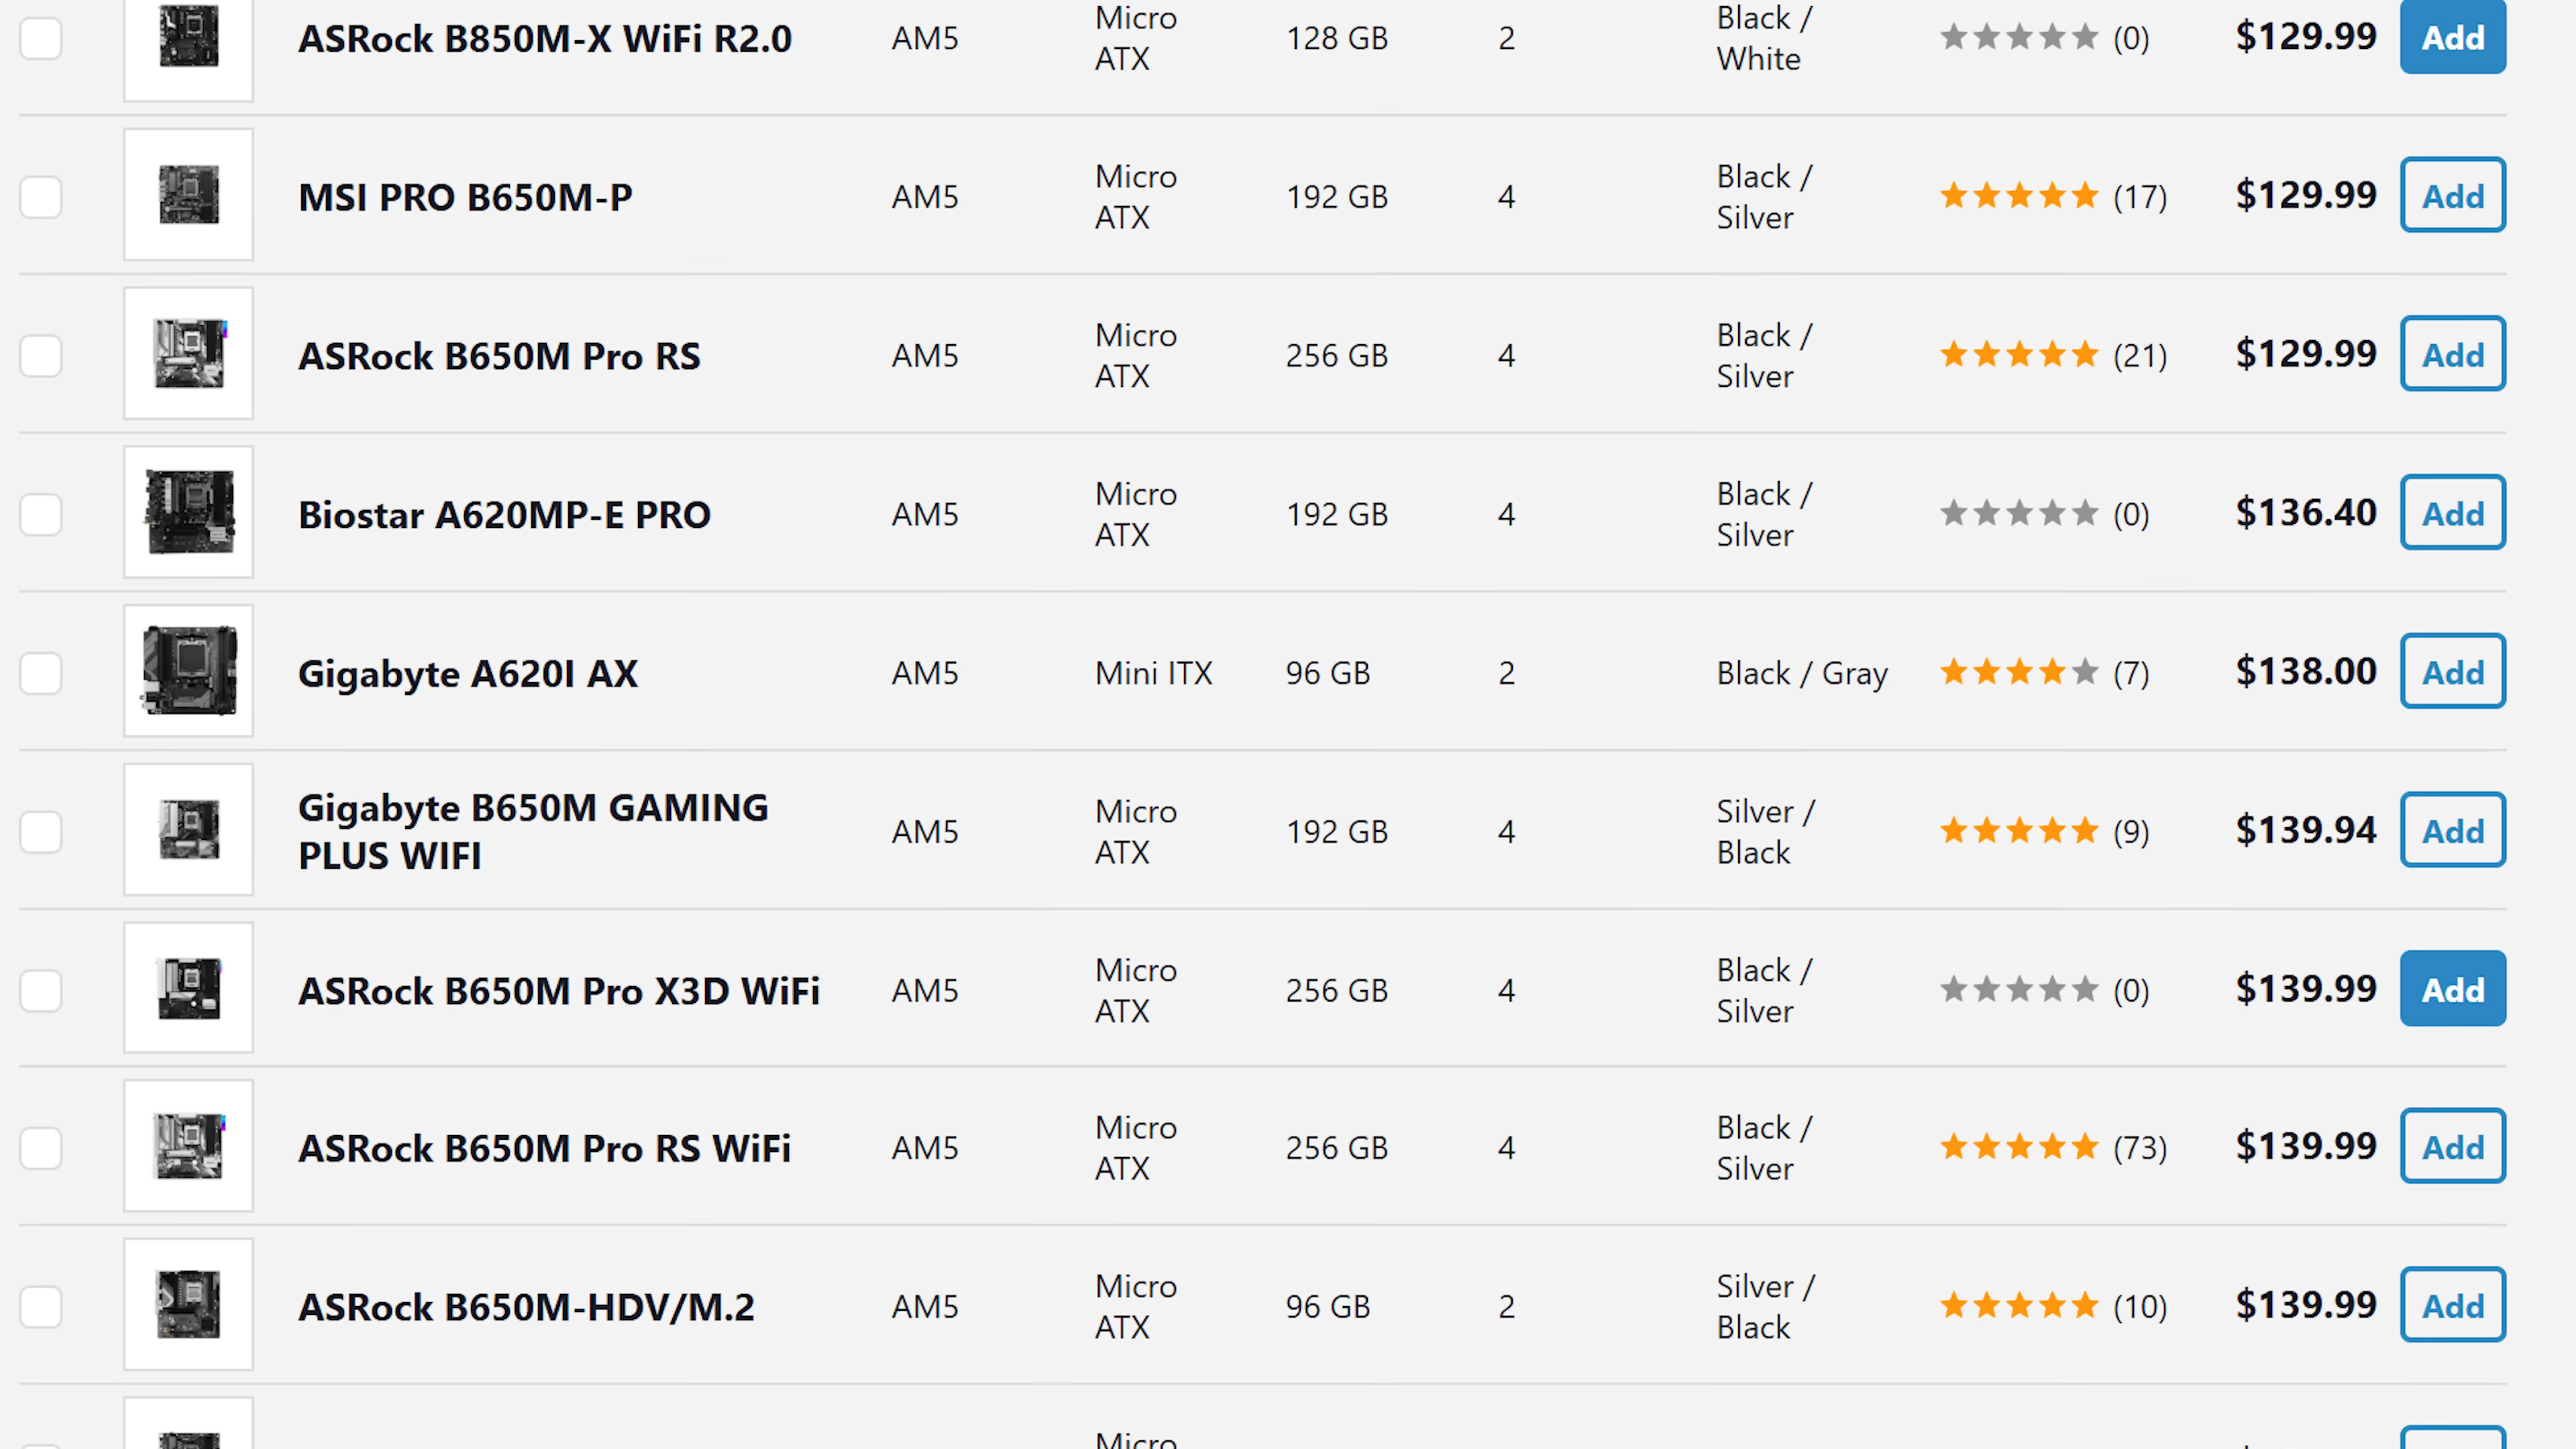 ASRock B850M-X WiFi R2.0 AM5 Micro ATX 128 GB 2 Black / White (0) $129.99 Add
MSI PRO B650M-P AM5 Micro ATX 192 GB 4 Black / Silver (17) $129.99 Add
ASRock B650M Pro RS AM5 Micro ATX 256 GB 4 Black / Silver (21) $129.99 Add
Biostar A620MP-E PRO AM5 Micro ATX 192 GB 4 Black / Silver (0) $136.40 Add
Gigabyte A620I AX AM5 Mini ITX 96 GB 2 Black / Gray (7) $138.00 Add
Gigabyte B650M GAMING PLUS WIFI AM5 Micro ATX 192 GB 4 Silver / Black (9) $139.94 Add
ASRock B650M Pro X3D WiFi AM5 Micro ATX 256 GB 4 Black / Silver (0) $139.99 Add
ASRock B650M Pro RS WiFi AM5 Micro ATX 256 GB 4 Black / Silver (73) $139.99 Add
ASRock B650M-HDV/M.2 AM5 Micro ATX 96 GB 2 Silver / Black (10) $139.99 Add
Micro